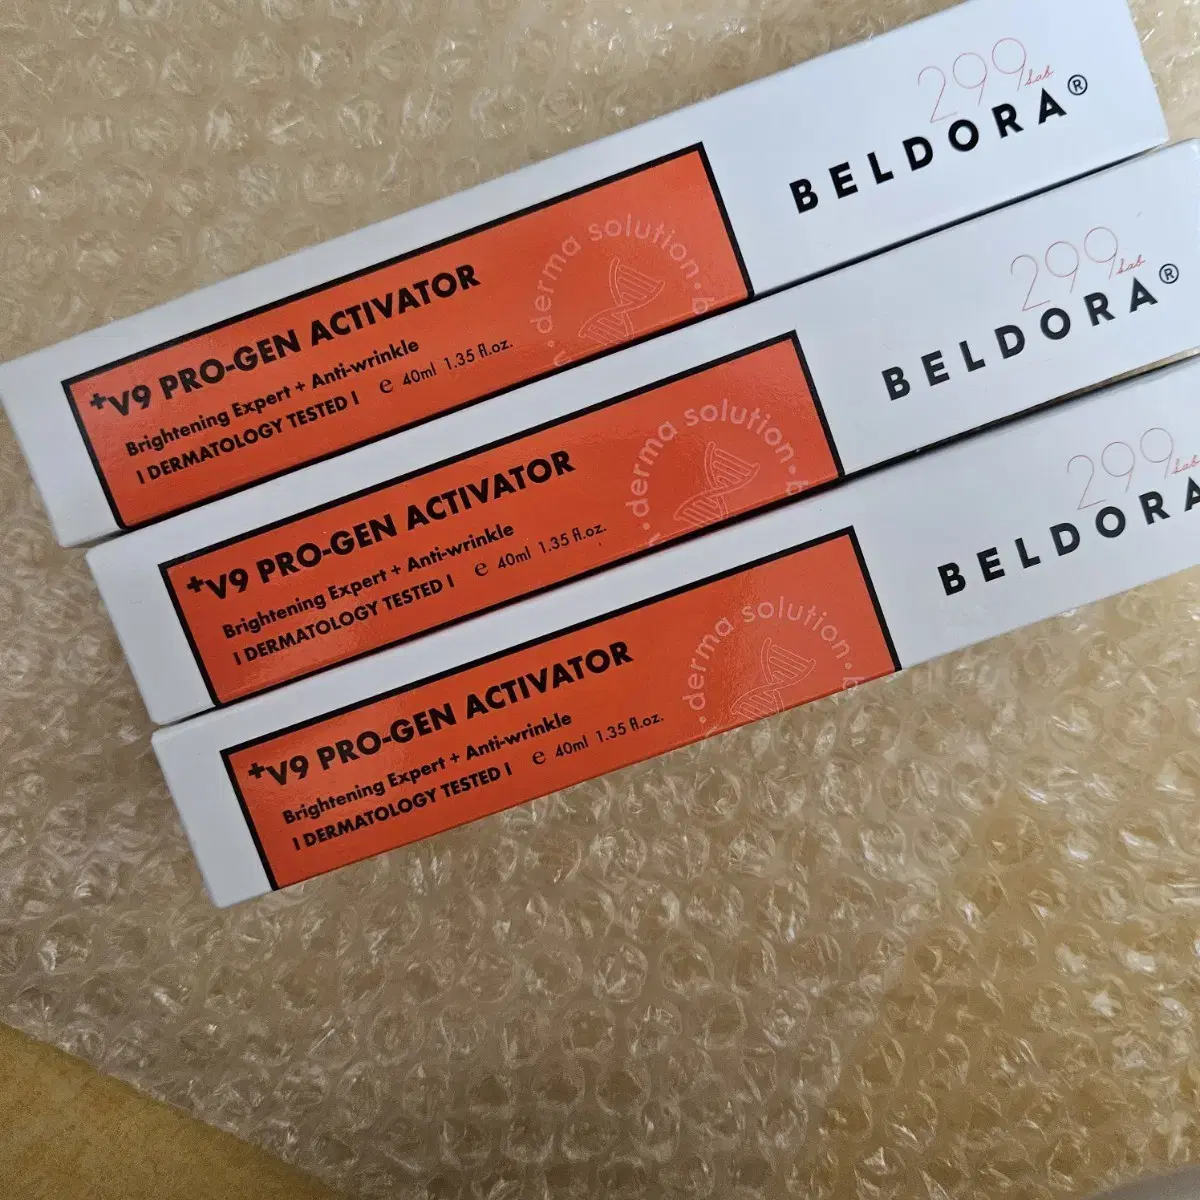 299 Lab
BELDORA®
+V9 PRO-GEN ACTIVATOR
Brightening Expert + Anti-wrinkle
I DERMATOLOGY TESTED I e 40ml 1.35 fl.oz.
derma solution · b
299 Lab
BELDORA®
+V9 PRO-GEN ACTIVATOR
Brightening Expert + Anti-wrinkle
I DERMATOLOGY TESTED I e 40ml 1.35 fl.oz.
derma solution · b
299 Lab
BELDORA
+V9 PRO-GEN ACTIVATOR
Brightening Expert + Anti-wrinkle
I DERMATOLOGY TESTED I e 40ml 1.35 fl.oz.
derma solution · b